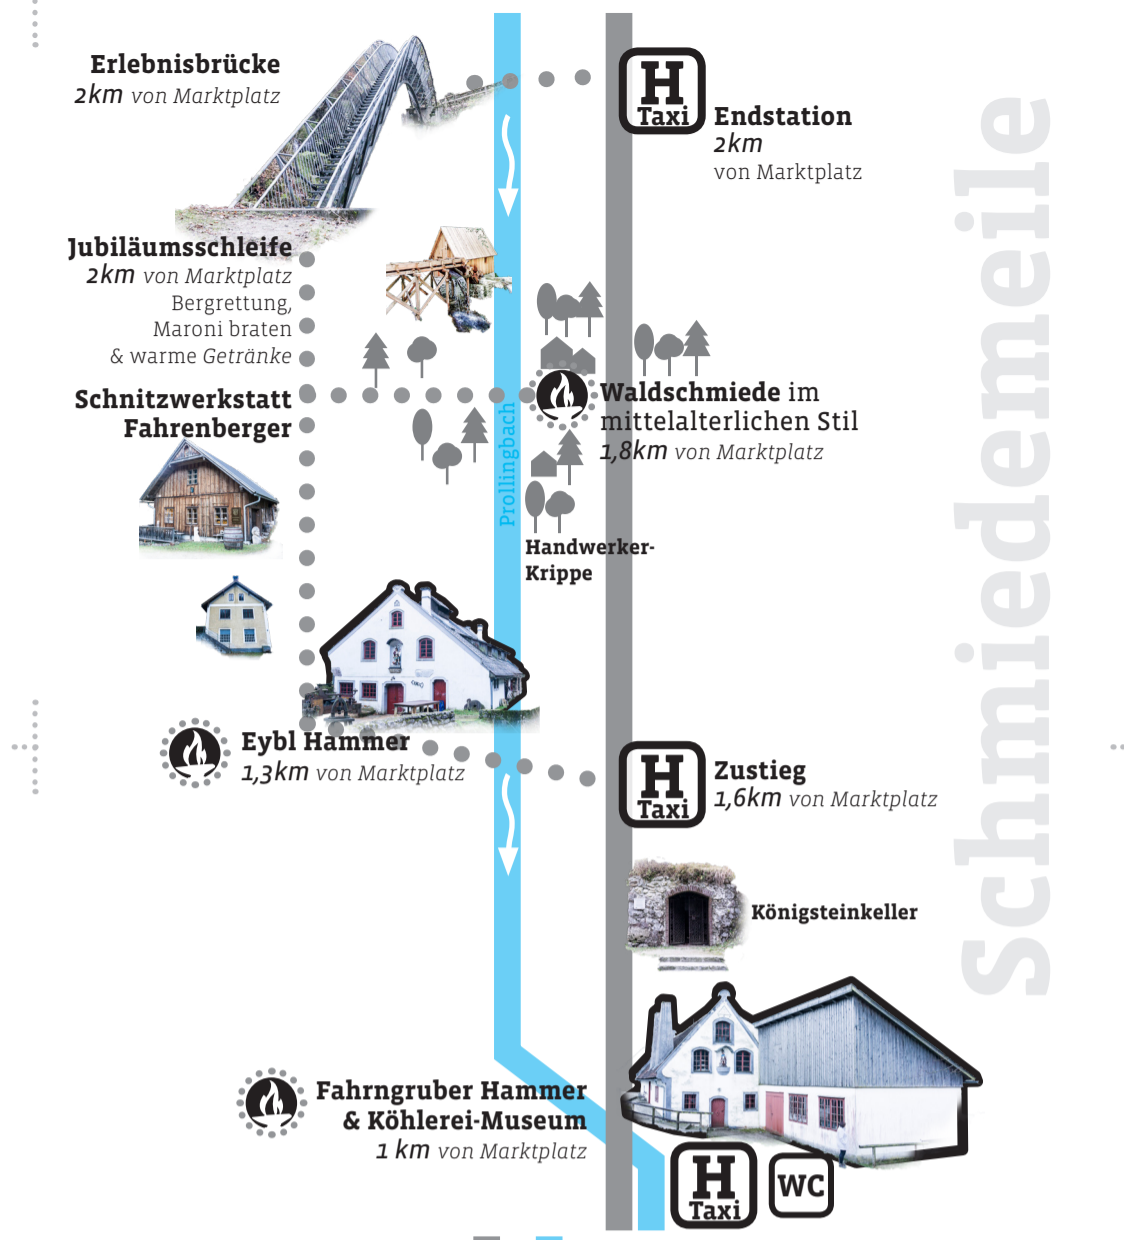 Erlebnisbrücke
2km von Marktplatz
H
Taxi
Endstation
2km
von Marktplatz
Jubiläumsschleife
2km von Marktplatz
Bergrettung,
Maroni braten
& warme Getränke
Schnitzwerkstatt
Fahrenberger
Waldschmiede im
mittelalterlichen Stil
1,8km von Marktplatz
Prollingbach
Handwerker-
Krippe
Schmiedemeile
Eybl Hammer
1,3km von Marktplatz
H
Taxi
Zustieg
1,6km von Marktplatz
Königsteinkeller
Fahrngruber Hammer
& Köhlerei-Museum
1 km von Marktplatz
H
Taxi
WC